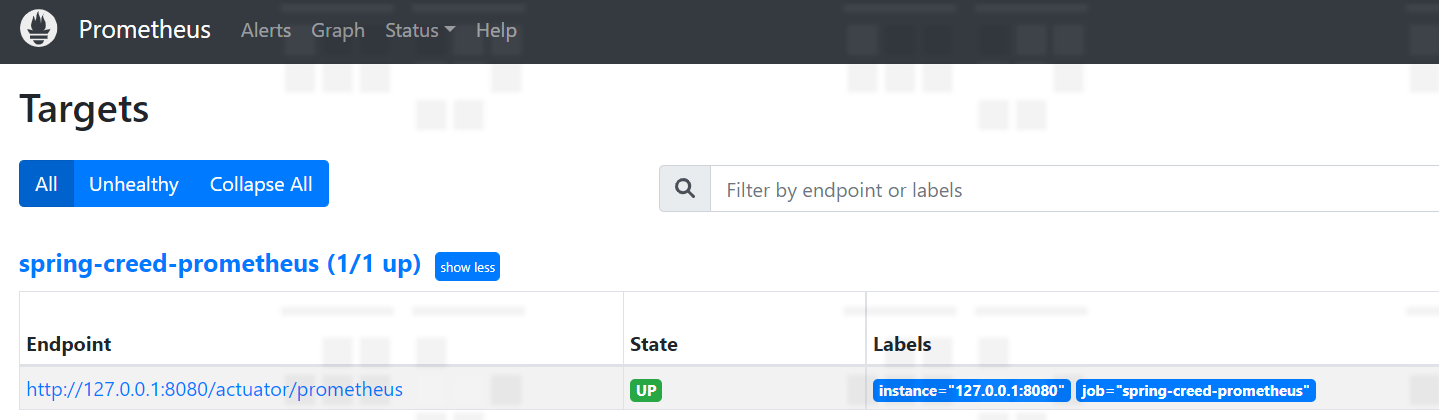 Prometheus Alerts Graph Status Help
Targets
All Unhealthy Collapse All Filter by endpoint or labels
spring-creed-prometheus (1/1 up) show less
Endpoint State Labels
http://127.0.0.1:8080/actuator/prometheus UP instance="127.0.0.1:8080" job="spring-creed-prometheus"